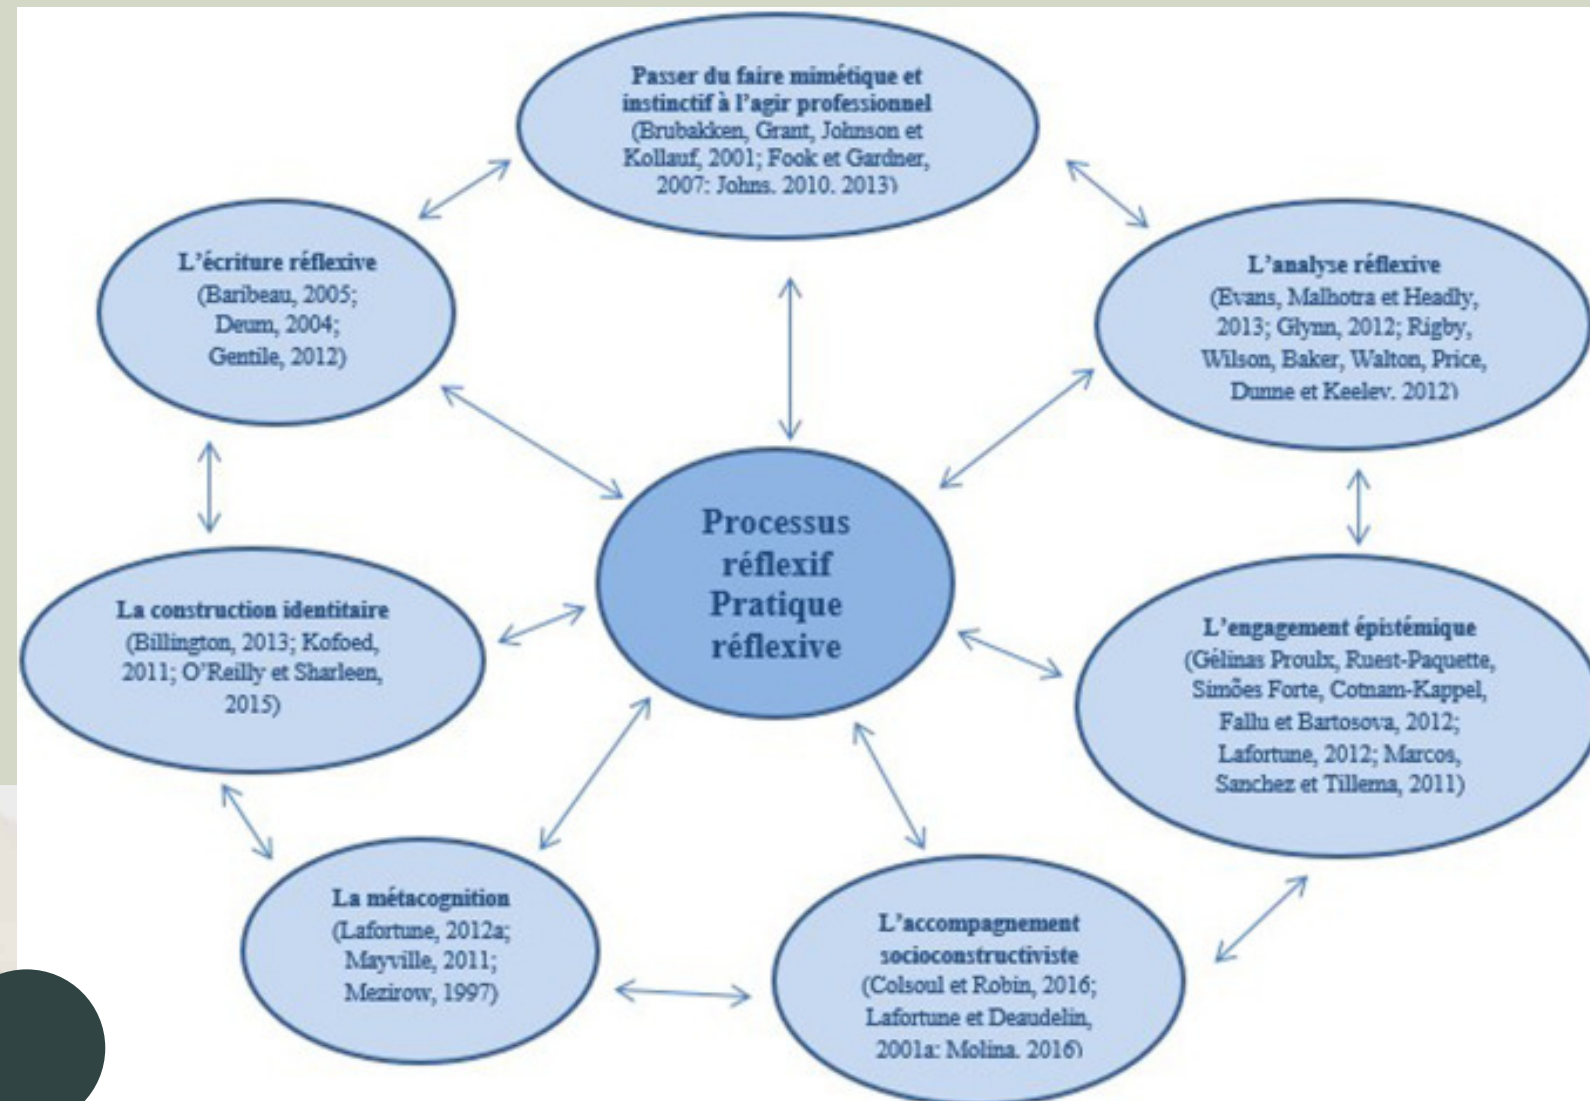 Passer du faire mimétique et
instinctif à l'agir professionnel
(Brubakken, Grant, Johnson et
Kollauf, 2001; Fook et Gardner,
2007; Johns, 2010, 2013)
L'écriture réflexive
(Baribeau, 2005;
Deum, 2004;
Gentile, 2012)
L'analyse réflexive
(Evans, Malhotra et Headly,
2013; Glynn, 2012; Rigby,
Wilson, Baker, Walton, Price,
Dunne et Keeley, 2012)
Processus
réflexif
Pratique
réflexive
La construction identitaire
(Billington, 2013; Kofoed,
2011; O'Reilly et Sharleen,
2015)
L'engagement épistémique
(Gélinas Proulx, Ruest-Paquette,
Simões Forte, Cotnam-Kappel,
Fallu et Bartosova, 2012;
Lafortune, 2012; Marcos,
Sanchez et Tillema, 2011)
La métacognition
(Lafortune, 2012a;
Mayville, 2011;
Mezirow, 1997)
L'accompagnement
socioconstructiviste
(Colsoul et Robin, 2016;
Lafortune et Deaudelin,
2001a; Molina, 2016)